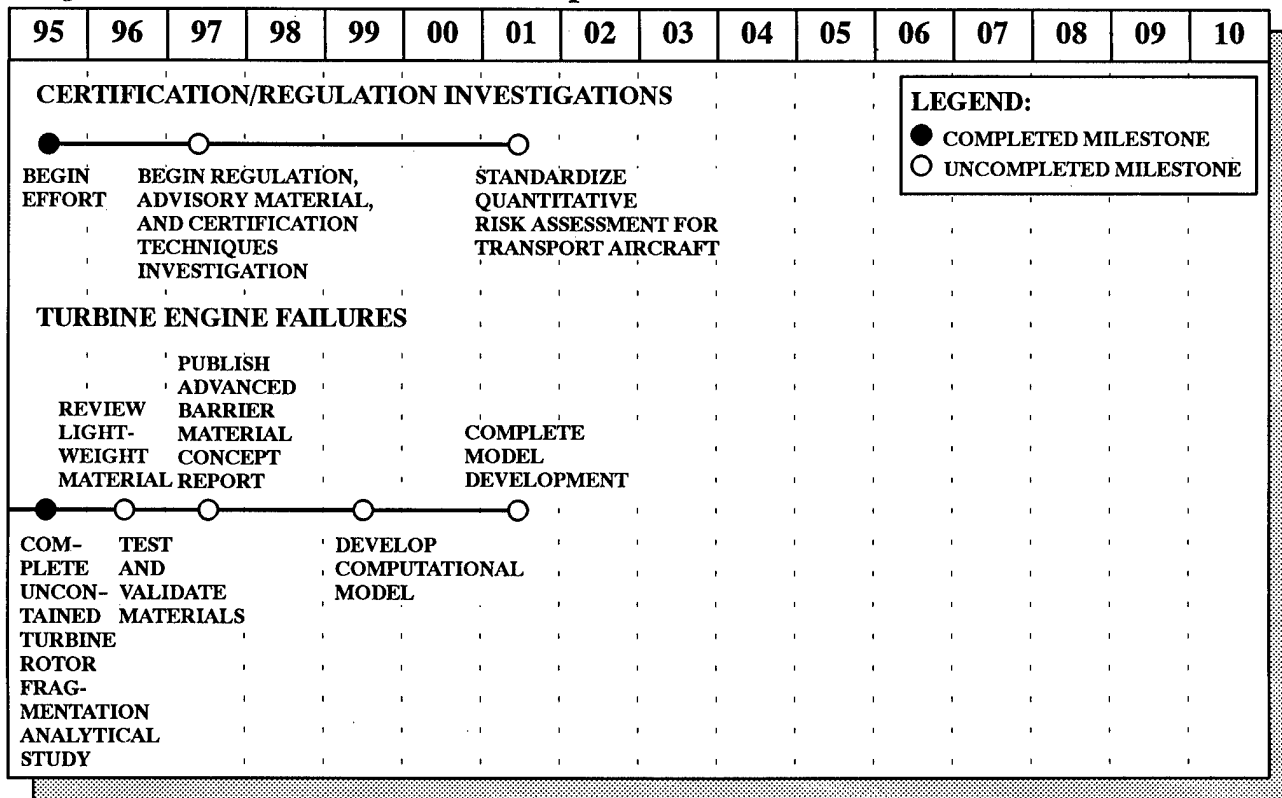 95 96 97 98 99 00 01 02 03 04 05 06 07 08 09 10
CERTIFICATION/REGULATION INVESTIGATIONS
LEGEND:
COMPLETED MILESTONE
UNCOMPLETED MILESTONE
BEGIN
EFFORT
BEGIN REGULATION,
ADVISORY MATERIAL,
AND CERTIFICATION
TECHNIQUES
INVESTIGATION
STANDARDIZE
QUANTITATIVE
RISK ASSESSMENT FOR
TRANSPORT AIRCRAFT
TURBINE ENGINE FAILURES
REVIEW
LIGHT-
WEIGHT
MATERIAL
PUBLISH
ADVANCED
BARRIER
MATERIAL
CONCEPT
REPORT
COMPLETE
MODEL
DEVELOPMENT
COM-
PLETE
UNCON-
TAINED
TURBINE
ROTOR
FRAG-
MENTATION
ANALYTICAL
STUDY
TEST
AND
VALIDATE
MATERIALS
DEVELOP
COMPUTATIONAL
MODEL